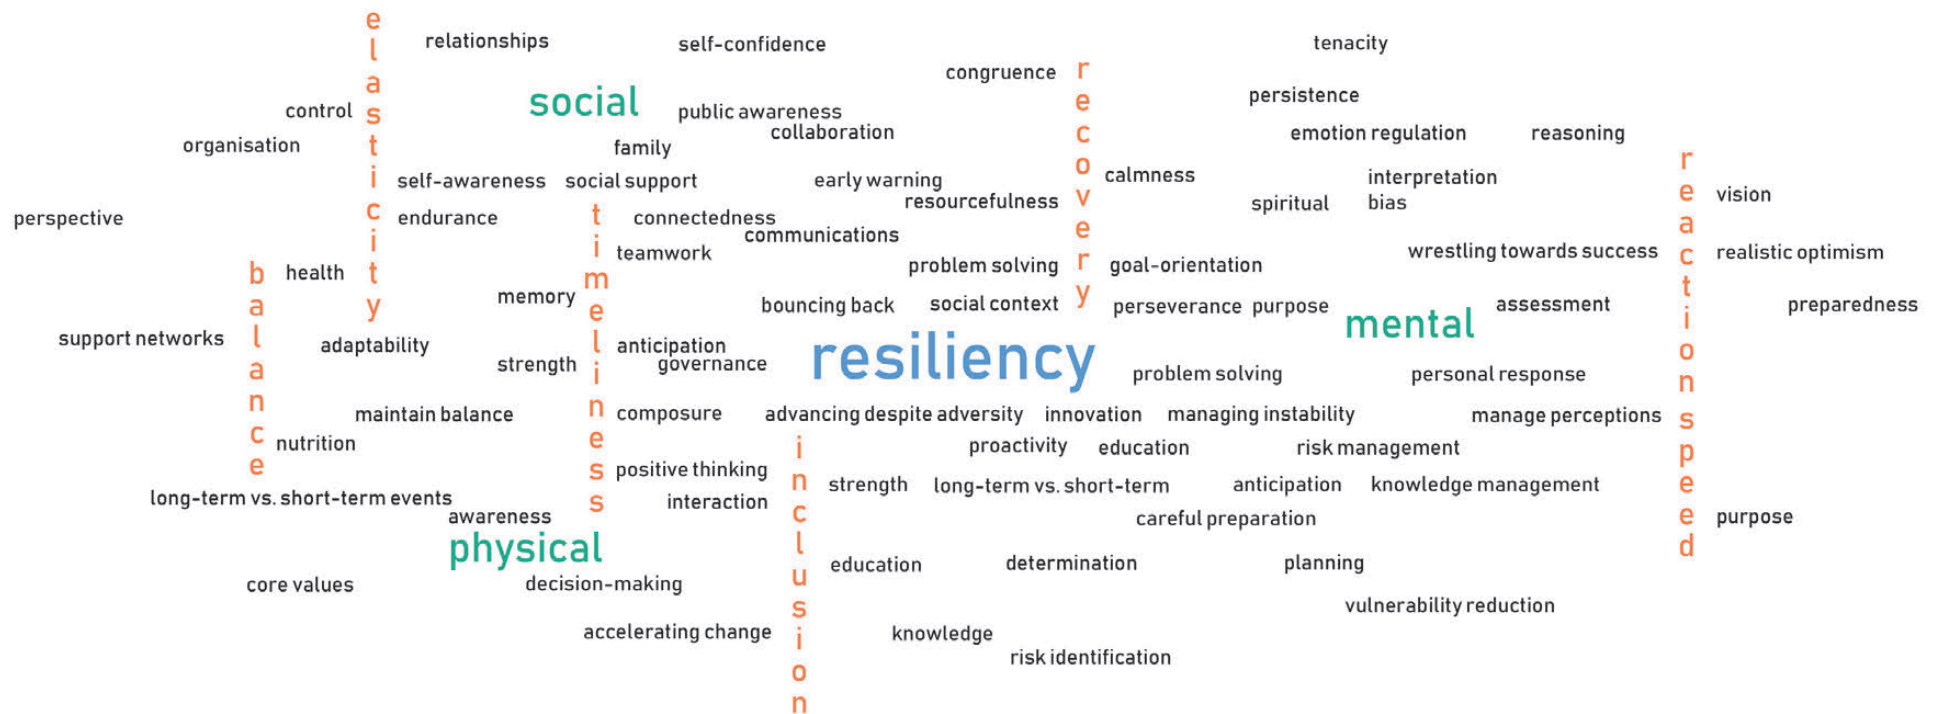 elasticity
relationships
self-confidence
tenacity
congruence
recovery
persistence
social
control
public awareness
collaboration
emotion regulation
reasoning
organisation
family
reaction speed
calmness
interpretation
bias
self-awareness
social support
early warning
vision
resourcefulness
spiritual
perspective
endurance
timeliness
connectedness
communications
teamwork
wrestling towards success
realistic optimism
balance
health
problem solving
goal-orientation
memory
bouncing back
social context
perseverance
purpose
assessment
preparedness
mental
support networks
adaptability
anticipation
governance
resiliency
strength
problem solving
personal response
maintain balance
composure
advancing despite adversity
innovation
managing instability
manage perceptions
nutrition
inclusion
proactivity
education
risk management
positive thinking
strength
long-term vs. short-term
anticipation
knowledge management
long-term vs. short-term events
interaction
awareness
careful preparation
purpose
physical
education
determination
planning
core values
decision-making
vulnerability reduction
accelerating change
knowledge
risk identification